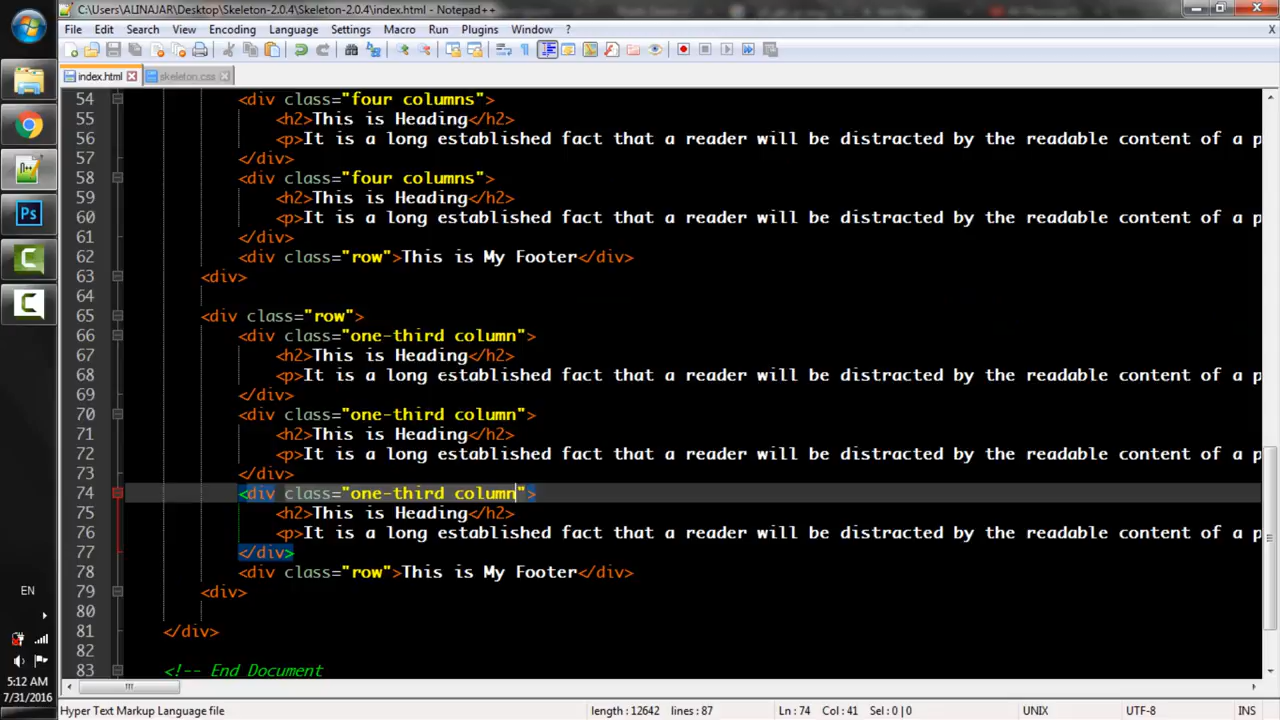 C:\Users\ALINAJAR\Desktop\Skeleton-2.0.4\Skeleton-2.0.4\index.html - Notepad++
File Edit Search View Encoding Language Settings Macro Run Plugins Window ? X
index.html skeleton.css
54 <div class="four columns">
55 <h2>This is Heading</h2>
56 <p>It is a long established fact that a reader will be distracted by the readable content of a p
57 </div>
58 <div class="four columns">
59 <h2>This is Heading</h2>
60 <p>It is a long established fact that a reader will be distracted by the readable content of a p
61 </div>
62 <div class="row">This is My Footer</div>
63 <div>
64
65 <div class="row">
66 <div class="one-third column">
67 <h2>This is Heading</h2>
68 <p>It is a long established fact that a reader will be distracted by the readable content of a p
69 </div>
70 <div class="one-third column">
71 <h2>This is Heading</h2>
72 <p>It is a long established fact that a reader will be distracted by the readable content of a p
73 </div>
74 <div class="one-third column">
75 <h2>This is Heading</h2>
76 <p>It is a long established fact that a reader will be distracted by the readable content of a p
77 </div>
78 <div class="row">This is My Footer</div>
79 <div>
80
81 </div>
82
83 <!-- End Document
Ps
EN
5:12 AM
7/31/2016
Hyper Text Markup Language file length : 12642 lines : 87 Ln : 74 Col : 41 Sel : 0 | 0 UNIX UTF-8 INS